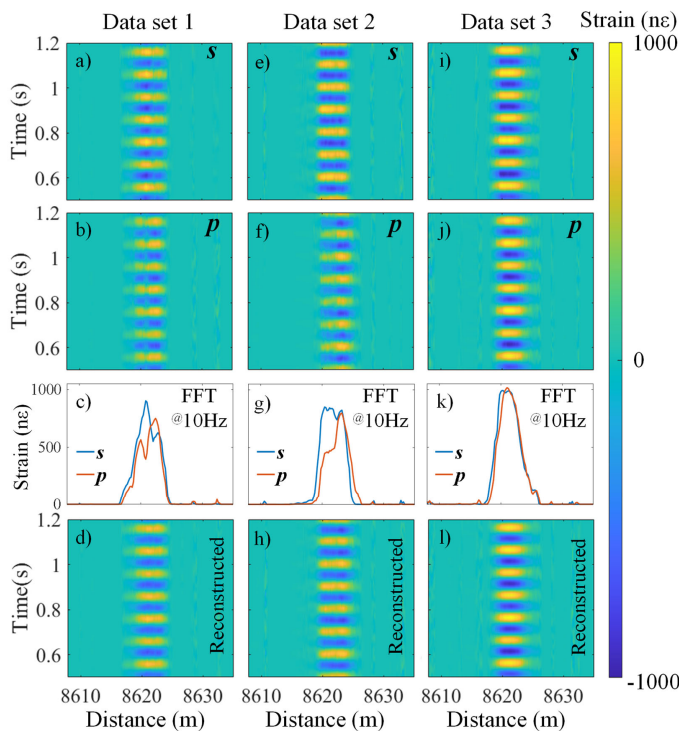 Data set 1 Data set 2 Data set 3 Strain (nε)
1.2 a) s e) s i) s 1000
1
Time (s)
0.8
0.6
1.2 b) p f) p j) p
1
Time (s)
0.8
0.6
0
1000 c) FFT g) FFT k) FFT
@10Hz @10Hz @10Hz
Strain (nε)
500 s s s
p p p
0
1.2 d) h) l)
1
Time(s)
0.8
0.6
Reconstructed Reconstructed Reconstructed
-1000
8610 8620 8630 8610 8620 8630 8610 8620 8630
Distance (m) Distance (m) Distance (m)